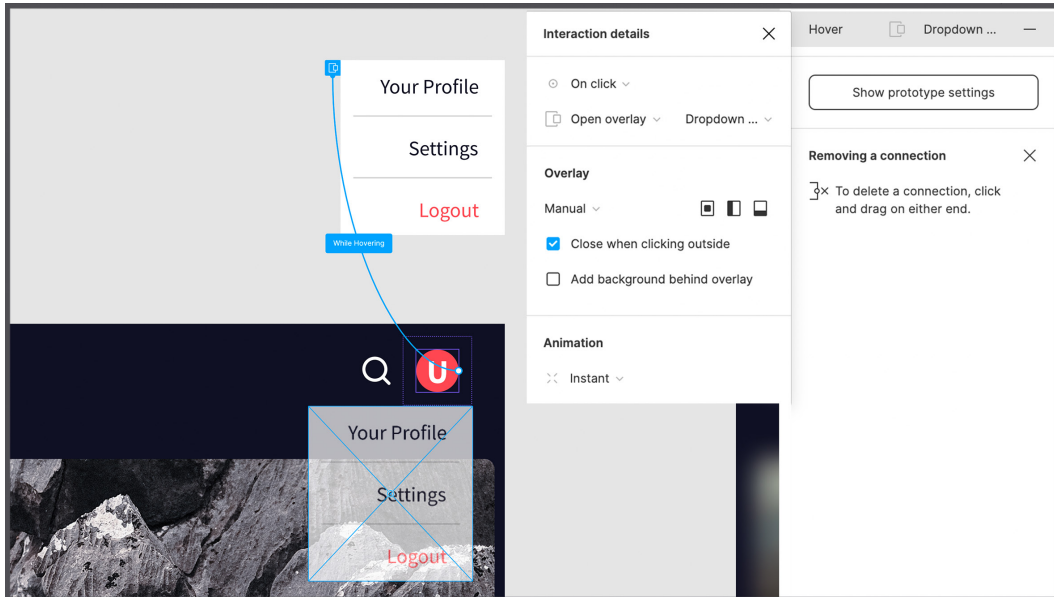 Your Profile
Settings
Logout
While Hovering
U
Your Profile
Settings
Logout
Interaction details
On click
Open overlay
Dropdown ...
Overlay
Manual
Close when clicking outside
Add background behind overlay
Animation
Instant
Hover
Dropdown ...
Show prototype settings
Removing a connection
To delete a connection, click
and drag on either end.